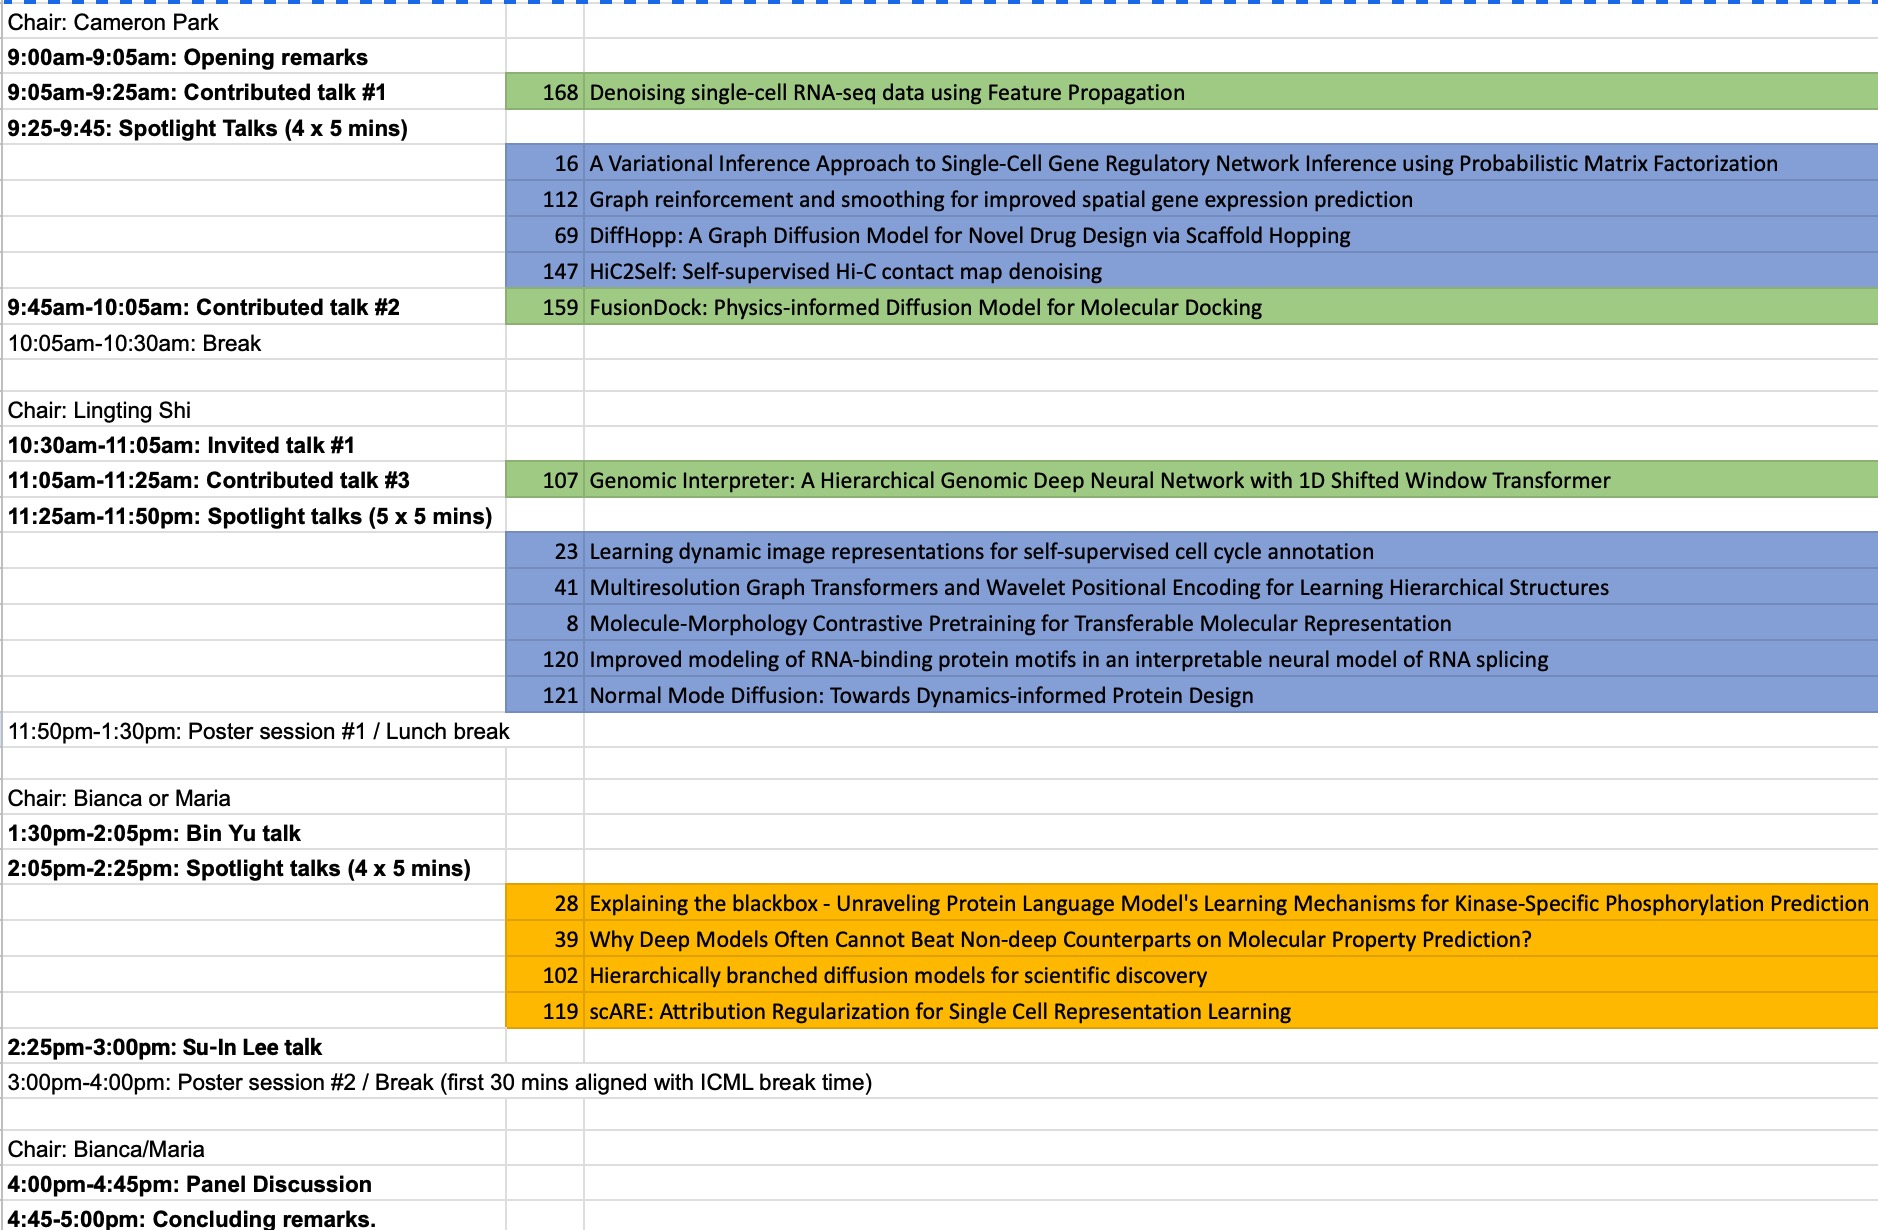 Chair: Cameron Park
9:00am-9:05am: Opening remarks
9:05am-9:25am: Contributed talk #1 168 Denoising single-cell RNA-seq data using Feature Propagation
9:25-9:45: Spotlight Talks (4 x 5 mins)
16 A Variational Inference Approach to Single-Cell Gene Regulatory Network Inference using Probabilistic Matrix Factorization
112 Graph reinforcement and smoothing for improved spatial gene expression prediction
69 DiffHopp: A Graph Diffusion Model for Novel Drug Design via Scaffold Hopping
147 HiC2Self: Self-supervised Hi-C contact map denoising
9:45am-10:05am: Contributed talk #2 159 FusionDock: Physics-informed Diffusion Model for Molecular Docking
10:05am-10:30am: Break
Chair: Lingting Shi
10:30am-11:05am: Invited talk #1
11:05am-11:25am: Contributed talk #3 107 Genomic Interpreter: A Hierarchical Genomic Deep Neural Network with 1D Shifted Window Transformer
11:25am-11:50pm: Spotlight talks (5 x 5 mins)
23 Learning dynamic image representations for self-supervised cell cycle annotation
41 Multiresolution Graph Transformers and Wavelet Positional Encoding for Learning Hierarchical Structures
8 Molecule-Morphology Contrastive Pretraining for Transferable Molecular Representation
120 Improved modeling of RNA-binding protein motifs in an interpretable neural model of RNA splicing
121 Normal Mode Diffusion: Towards Dynamics-informed Protein Design
11:50pm-1:30pm: Poster session #1 / Lunch break
Chair: Bianca or Maria
1:30pm-2:05pm: Bin Yu talk
2:05pm-2:25pm: Spotlight talks (4 x 5 mins)
28 Explaining the blackbox - Unraveling Protein Language Model's Learning Mechanisms for Kinase-Specific Phosphorylation Prediction
39 Why Deep Models Often Cannot Beat Non-deep Counterparts on Molecular Property Prediction?
102 Hierarchically branched diffusion models for scientific discovery
119 scARE: Attribution Regularization for Single Cell Representation Learning
2:25pm-3:00pm: Su-In Lee talk
3:00pm-4:00pm: Poster session #2 / Break (first 30 mins aligned with ICML break time)
Chair: Bianca/Maria
4:00pm-4:45pm: Panel Discussion
4:45-5:00pm: Concluding remarks.